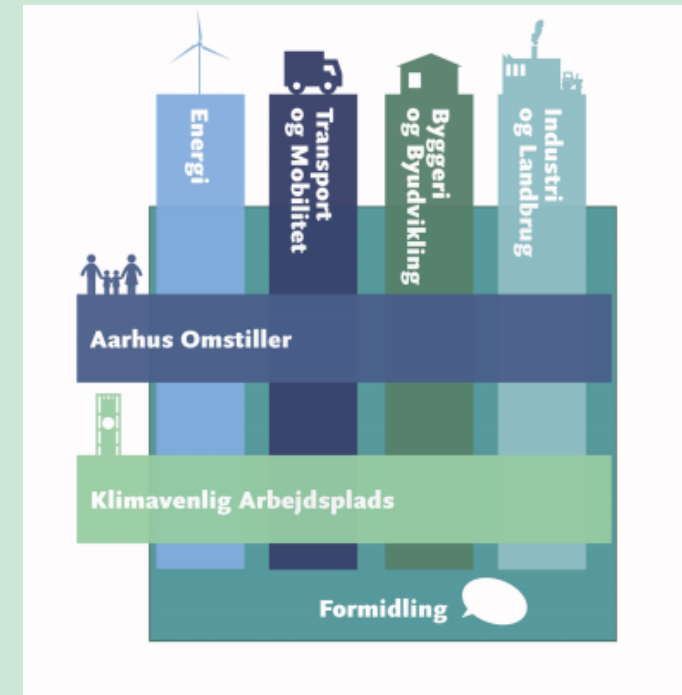 Energi
Transport
og Mobilitet
Byggeri
og Byudvikling
Industri
og Landbrug
Aarhus Omstiller
Klimavenlig Arbejdsplads
Formidling